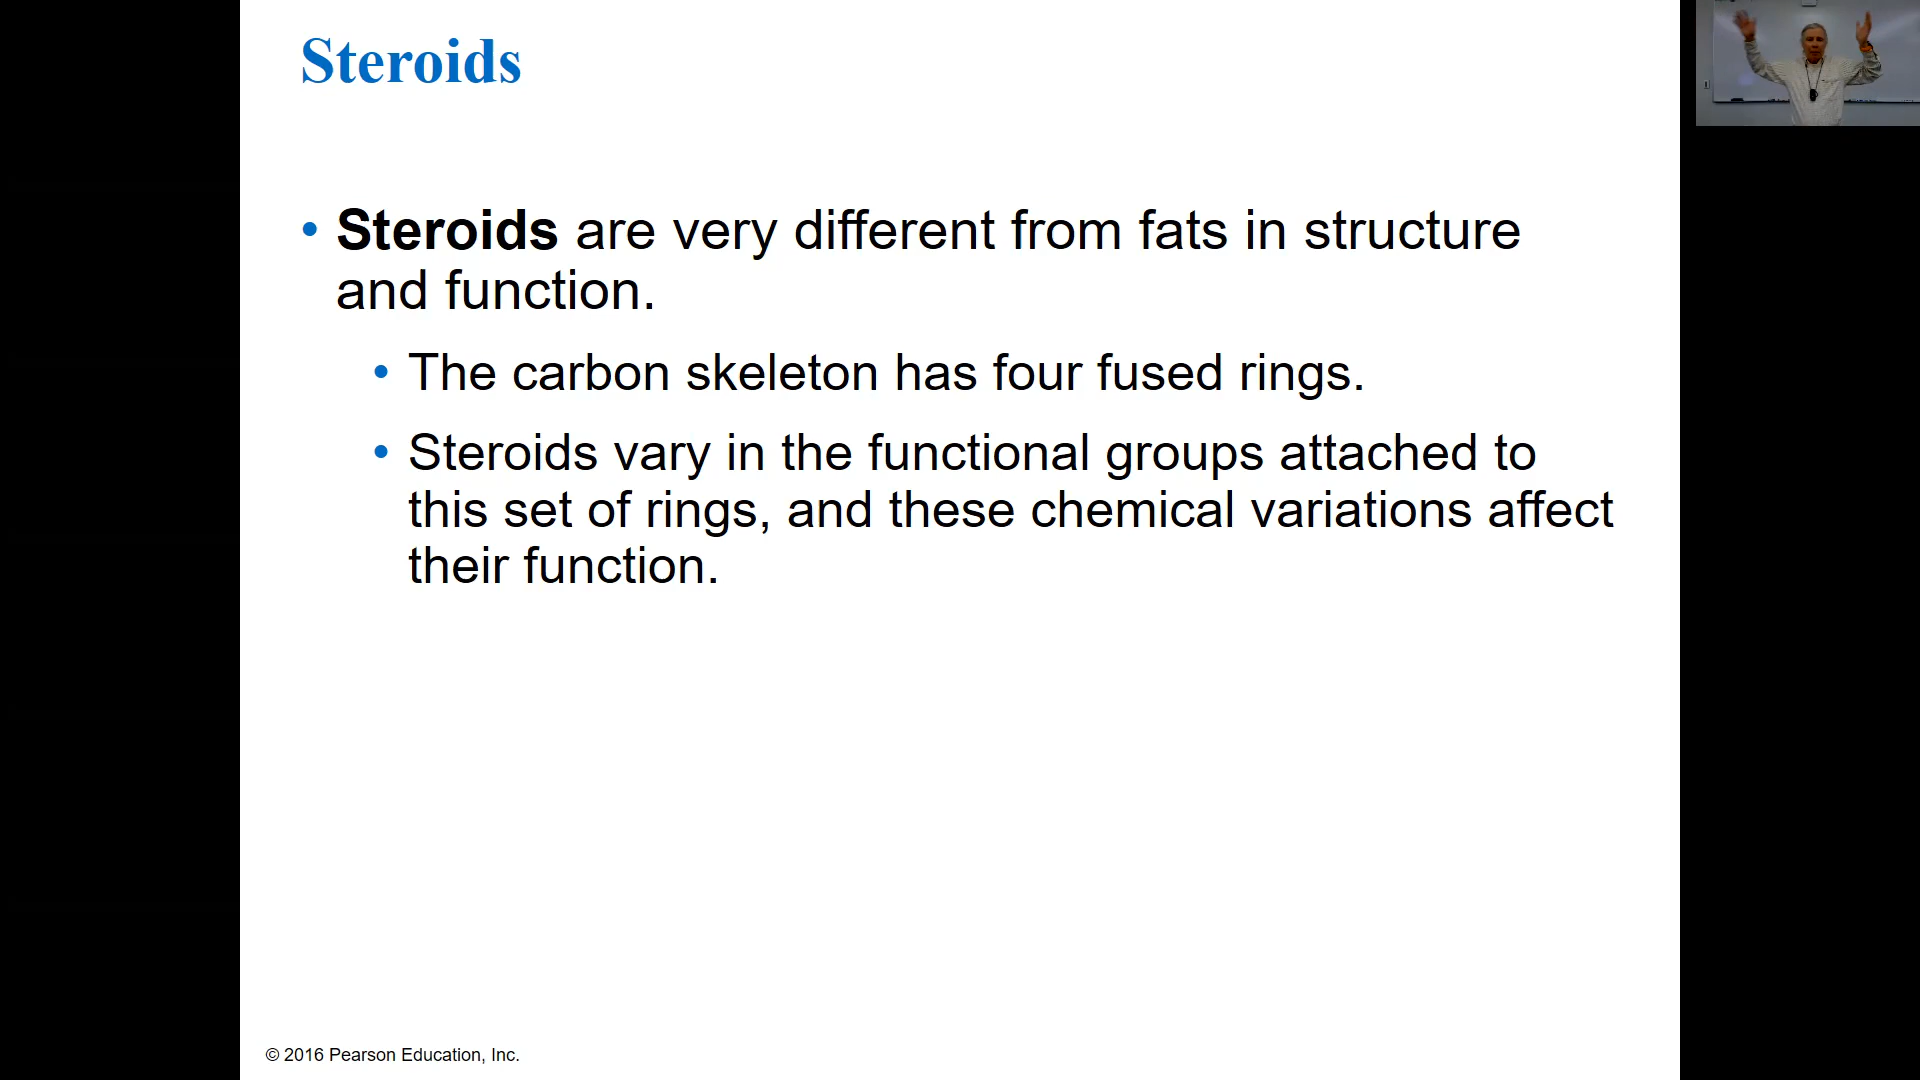 Steroids
• Steroids are very different from fats in structure
and function.
• The carbon skeleton has four fused rings.
• Steroids vary in the functional groups attached to
this set of rings, and these chemical variations affect
their function.
© 2016 Pearson Education, Inc.